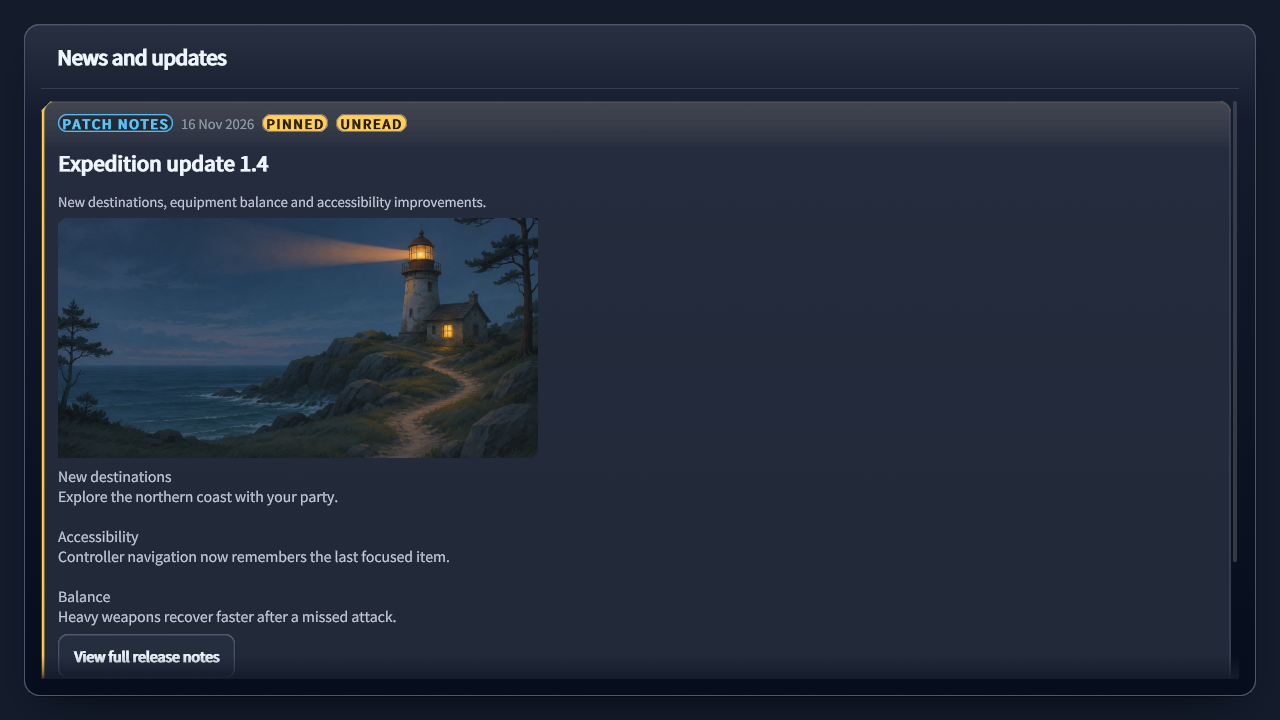 News and updates
PATCH NOTES 16 Nov 2026 PINNED UNREAD
Expedition update 1.4
New destinations, equipment balance and accessibility improvements.
New destinations
Explore the northern coast with your party.
Accessibility
Controller navigation now remembers the last focused item.
Balance
Heavy weapons recover faster after a missed attack.
View full release notes